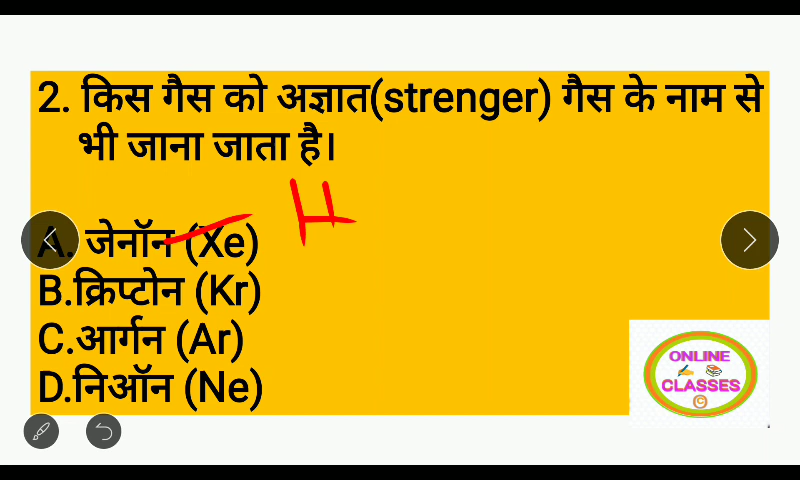 2. किस गैस को अज्ञात(strenger) गैस के नाम से
भी जाना जाता है।
H
A. जेनॉन (Xe)
B.क्रिप्टोन (Kr)
C.आर्गन (Ar)
D.निऑन (Ne)
ONLINE
CLASSES
©